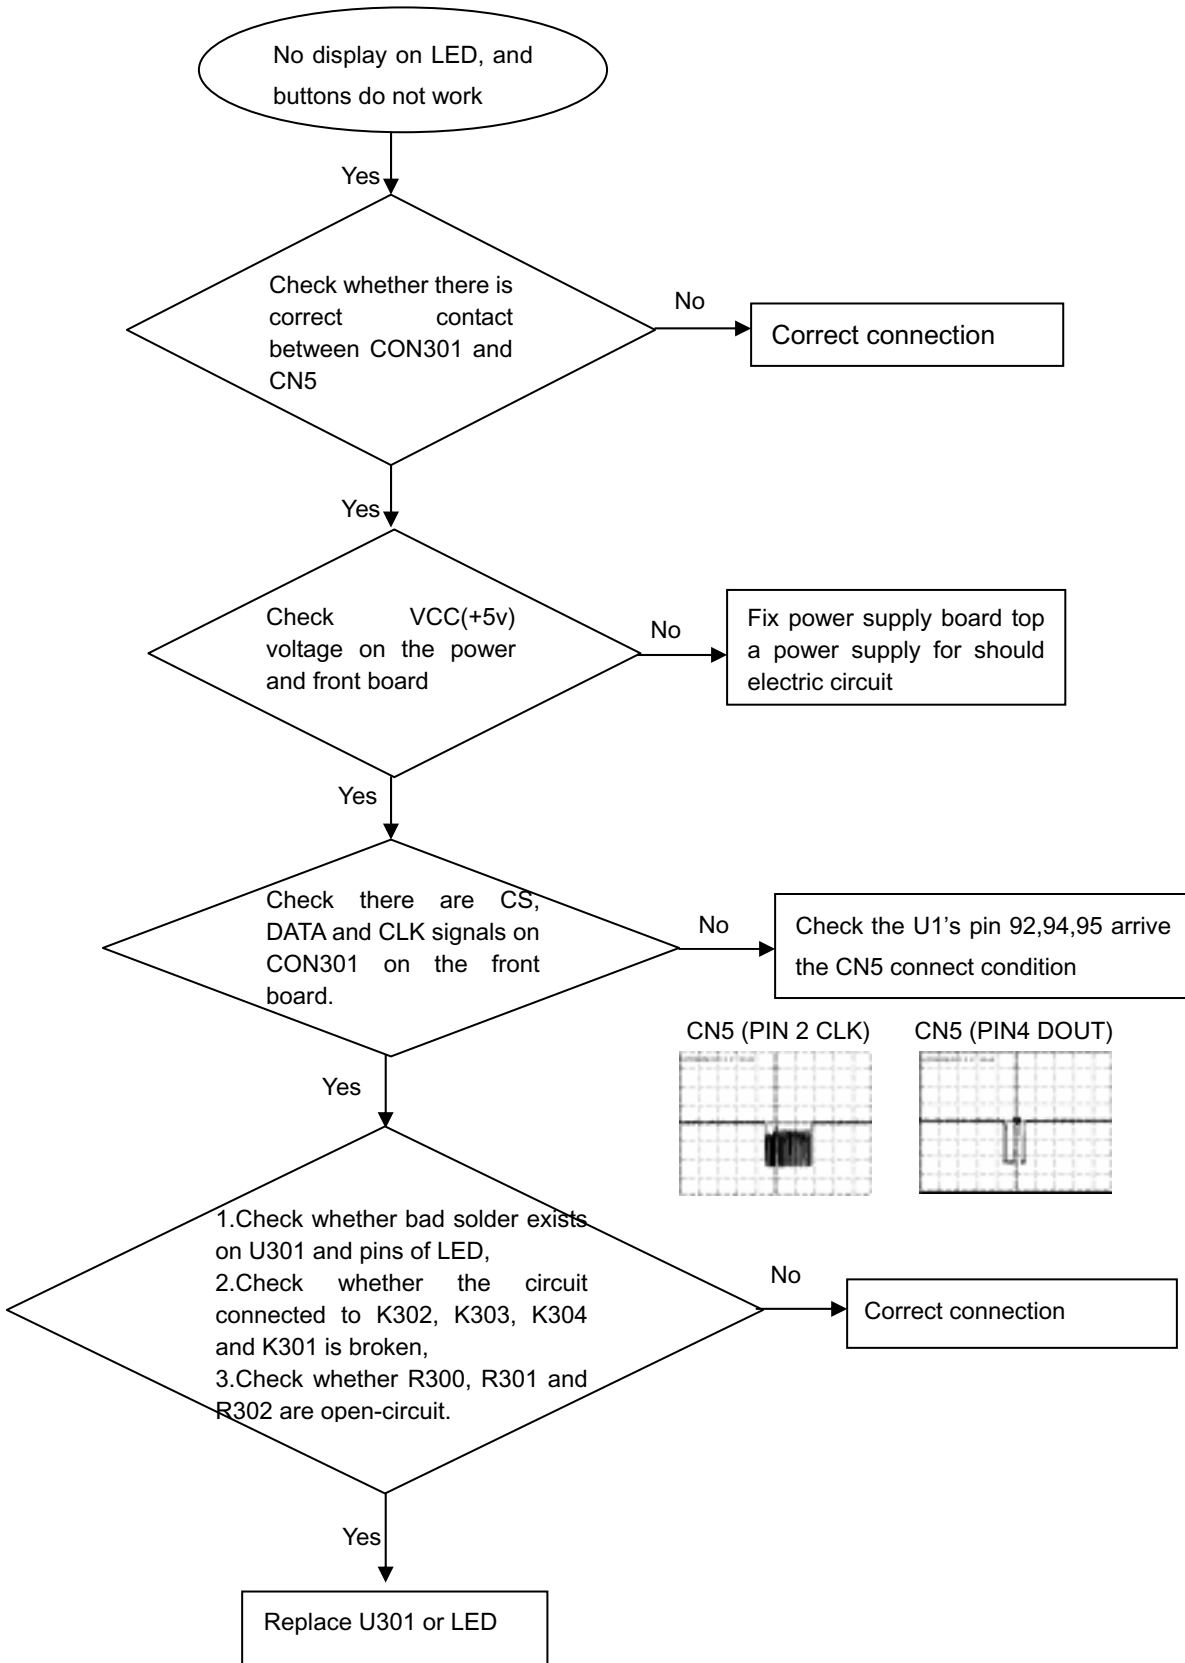 No display on LED, and
buttons do not work
Yes
Check whether there is
correct contact
between CON301 and
CN5
No
Correct connection
Yes
Check VCC(+5v)
voltage on the power
and front board
No
Fix power supply board top
a power supply for should
electric circuit
Yes
Check there are CS,
DATA and CLK signals on
CON301 on the front
board.
No
Check the U1’s pin 92,94,95 arrive
the CN5 connect condition
CN5 (PIN 2 CLK)
CN5 (PIN4 DOUT)
Yes
1.Check whether bad solder exists
on U301 and pins of LED,
2.Check whether the circuit
connected to K302, K303, K304
and K301 is broken,
3.Check whether R300, R301 and
R302 are open-circuit.
No
Correct connection
Yes
Replace U301 or LED